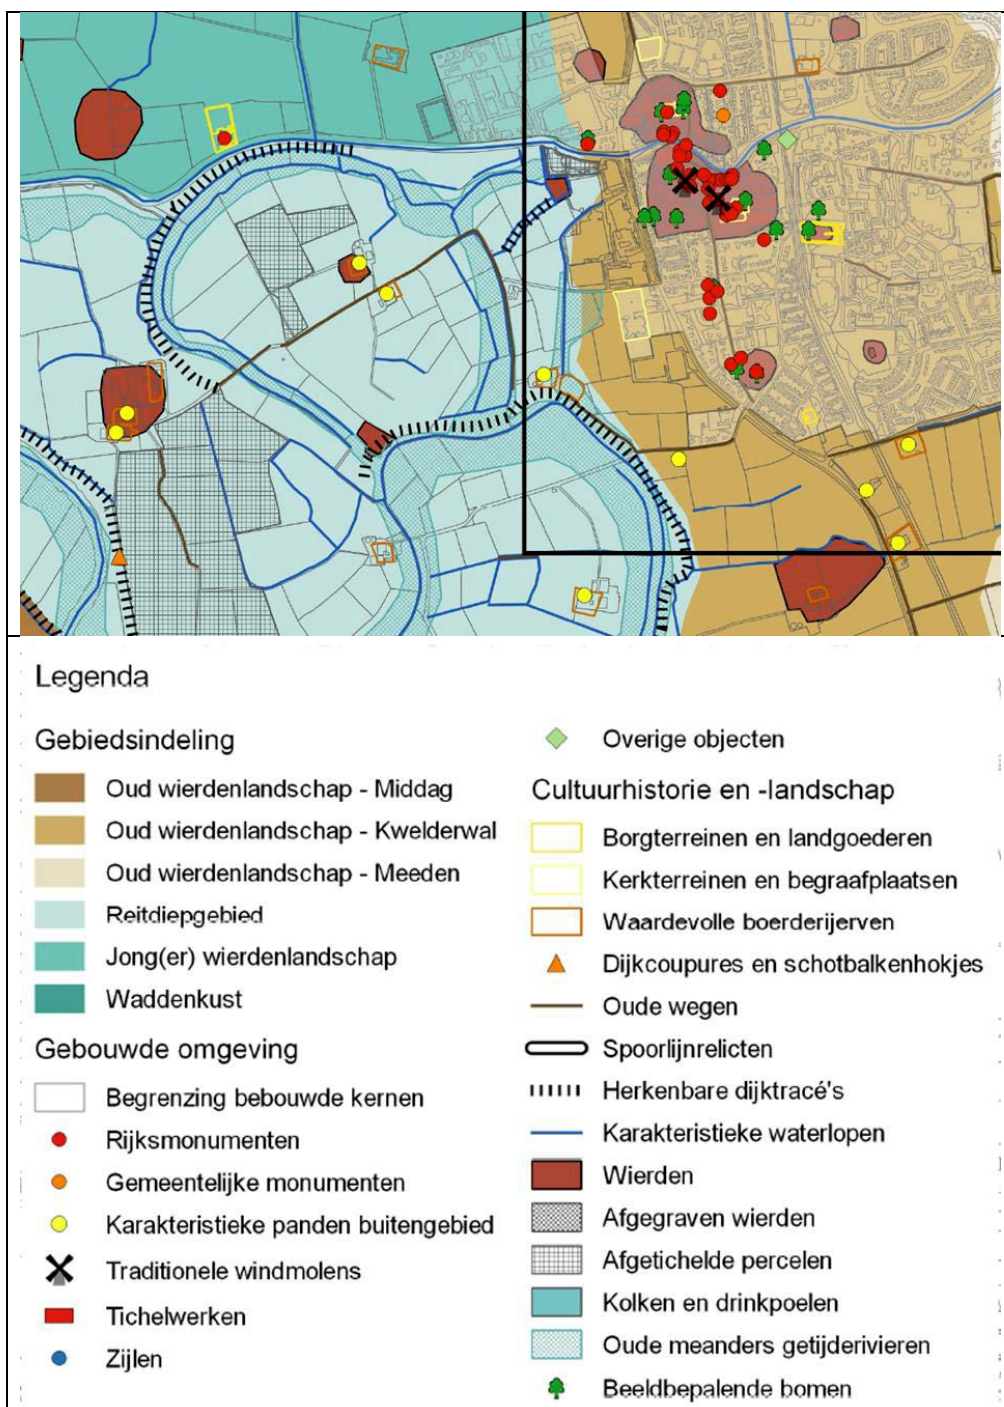 Legenda
Gebiedsindeling
Oud wierdenlandschap - Middag
Oud wierdenlandschap - Kwelderwal
Oud wierdenlandschap - Meeden
Reitdiepgebied
Jong(er) wierdenlandschap
Waddenkust
Gebouwde omgeving
Begrenzing bebouwde kernen
Rijksmonumenten
Gemeentelijke monumenten
Karakteristieke panden buitengebied
Traditionele windmolens
Tichelwerken
Zijlen
Overige objecten
Cultuurhistorie en -landschap
Borgterreinen en landgoederen
Kerkterreinen en begraafplaatsen
Waardevolle boerderijerven
Dijkcoupures en schotbalkenhokjes
Oude wegen
Spoorlijnrelicten
Herkenbare dijktracé's
Karakteristieke waterlopen
Wierden
Afgegraven wierden
Afgetichelde percelen
Kolken en drinkpoelen
Oude meanders getijderivieren
Beeldbepalende bomen